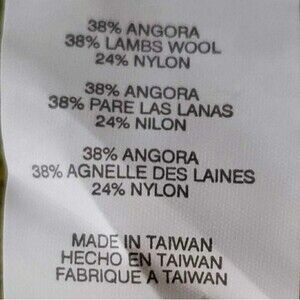 38% ANGORA
38% LAMBS WOOL
24% NYLON
38% ANGORA
38% PARE LAS LANAS
24% NILON
38% ANGORA
38% AGNELLE DES LAINES
24% NYLON
MADE IN TAIWAN
HECHO EN TAIWAN
FABRIQUE A TAIWAN